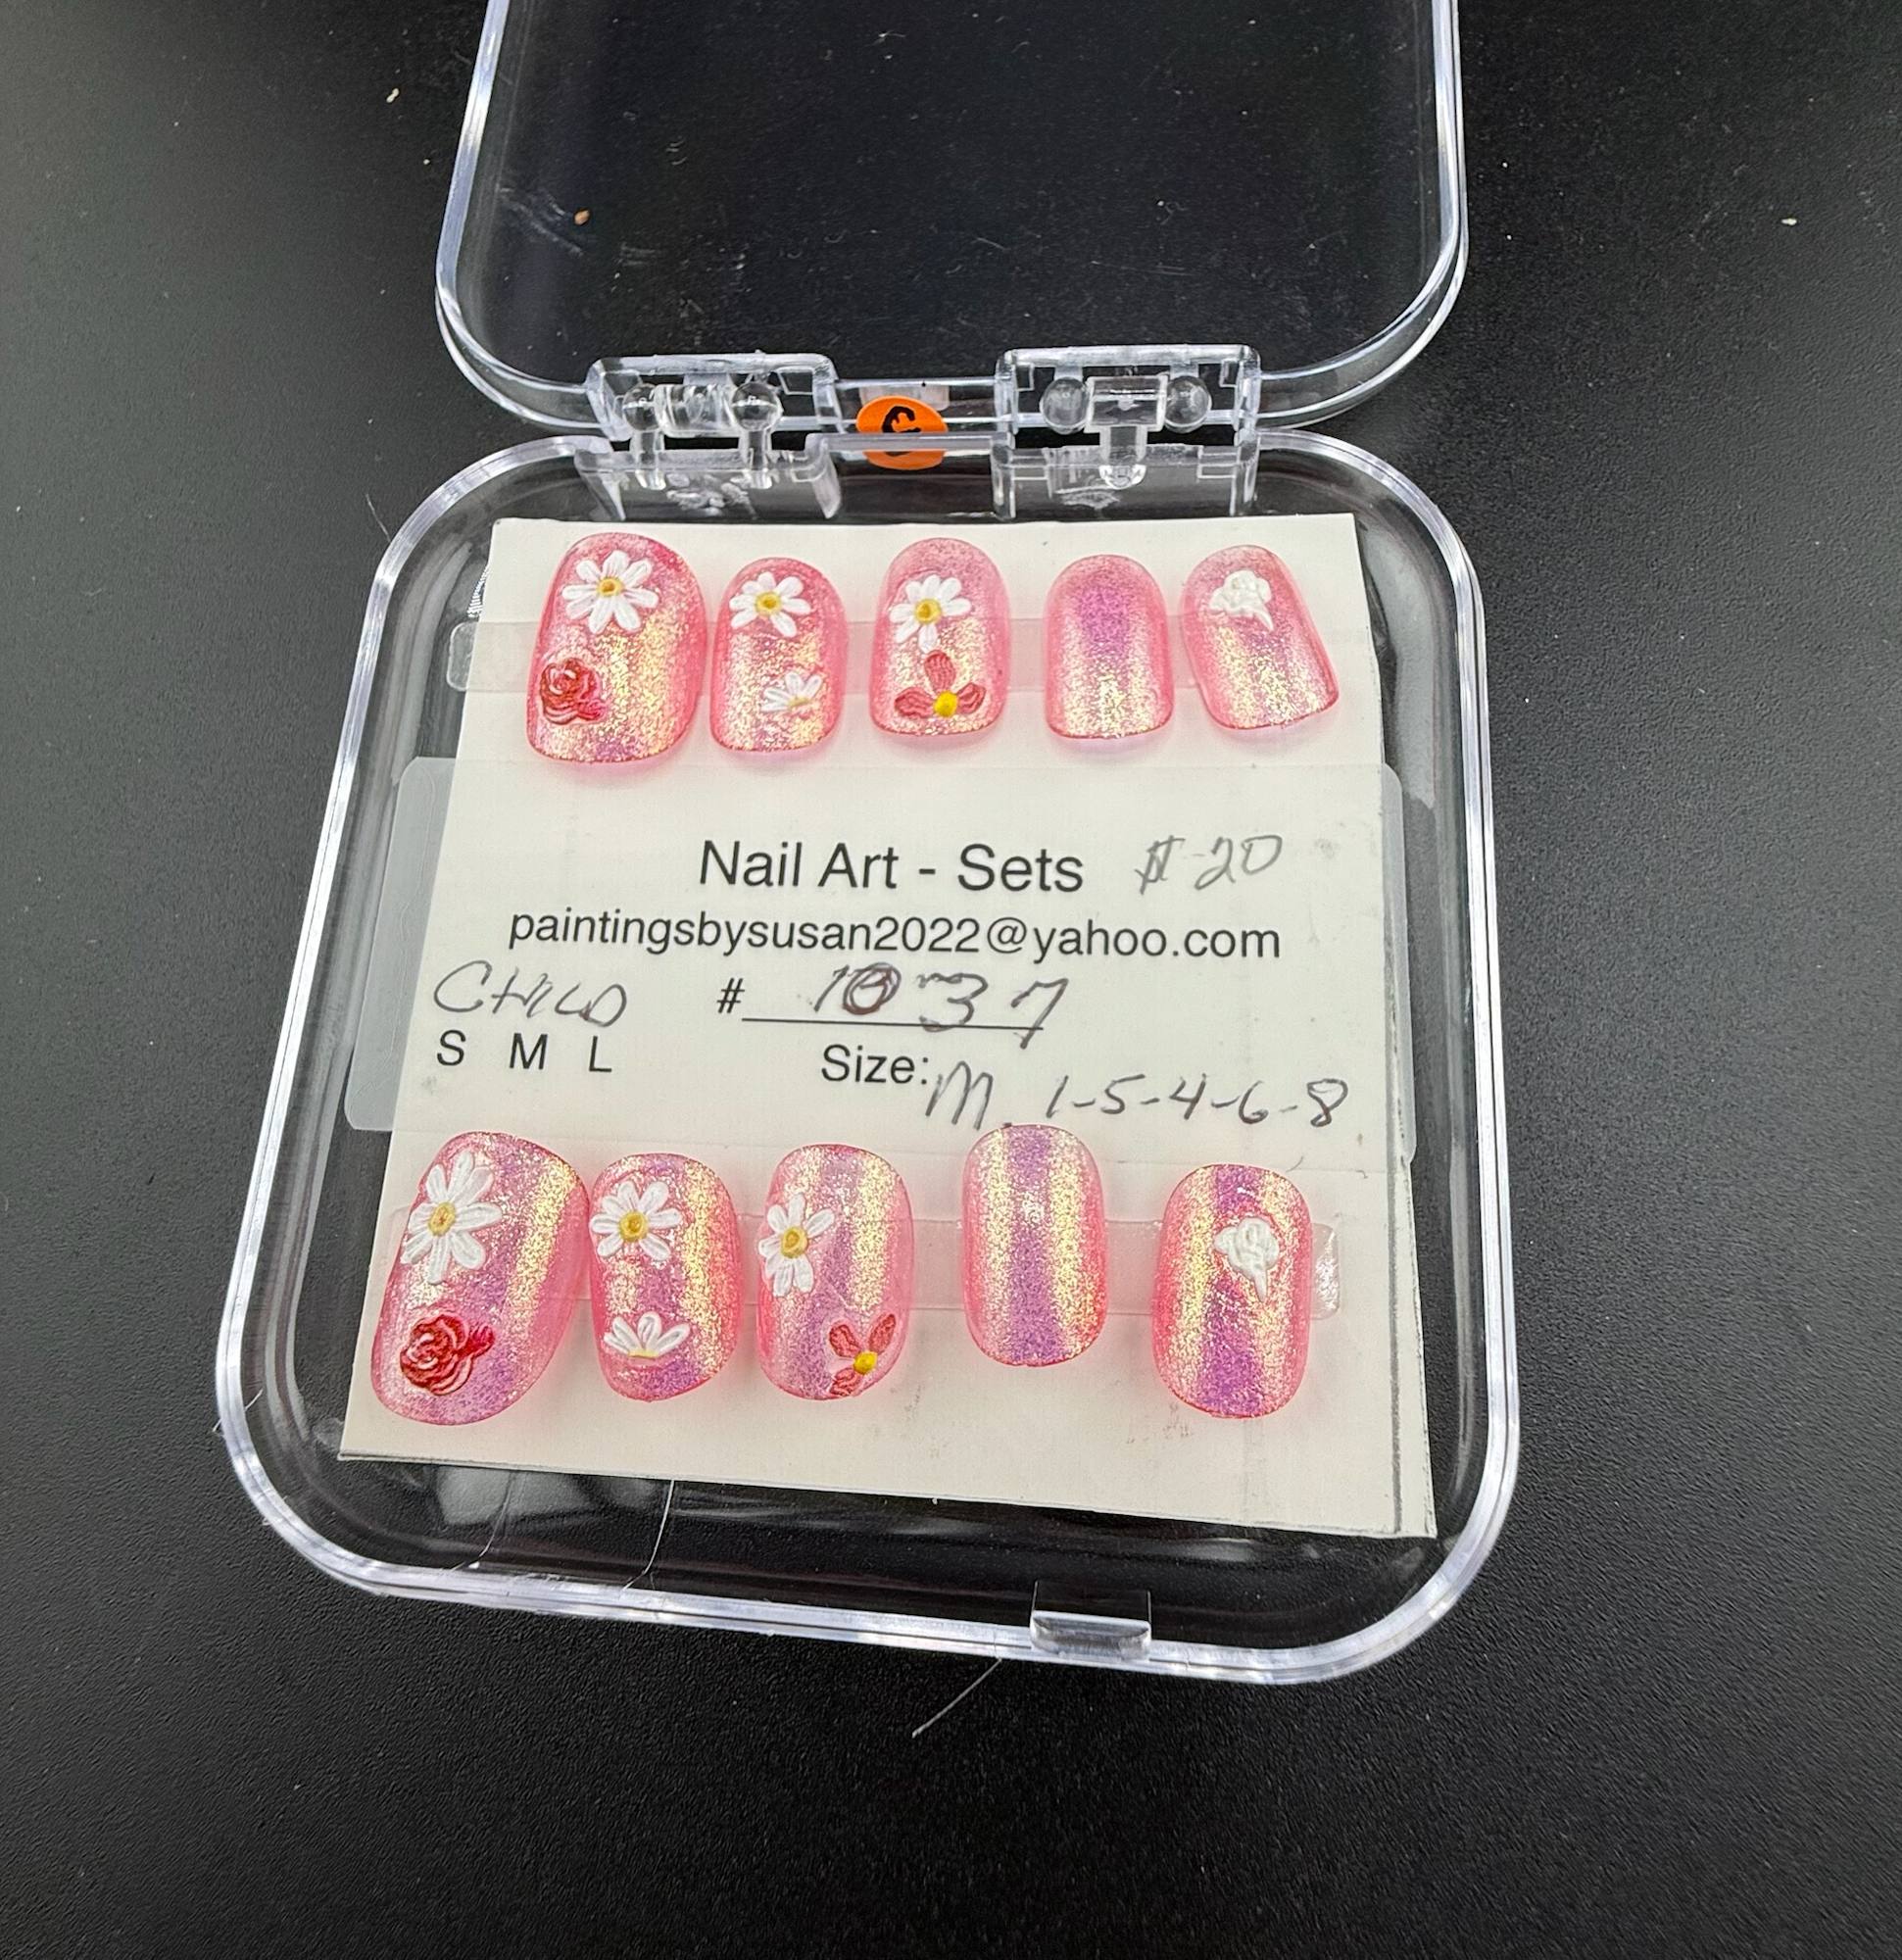 C
Nail Art - Sets $20
paintingsbysusan2022@yahoo.com
CHILD # 1037
S M L Size: M 1-5-4-6-8